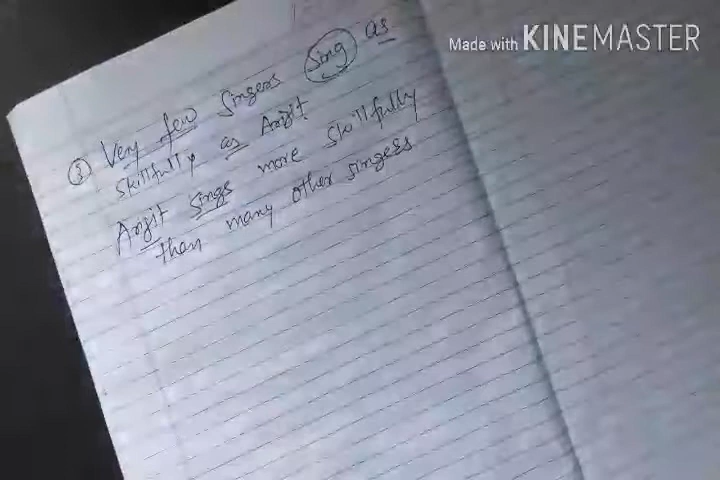 Made with KINEMASTER
③ Very few singers sing as
skillfully as Arijit
Arijit sings more skillfully
than many other singers